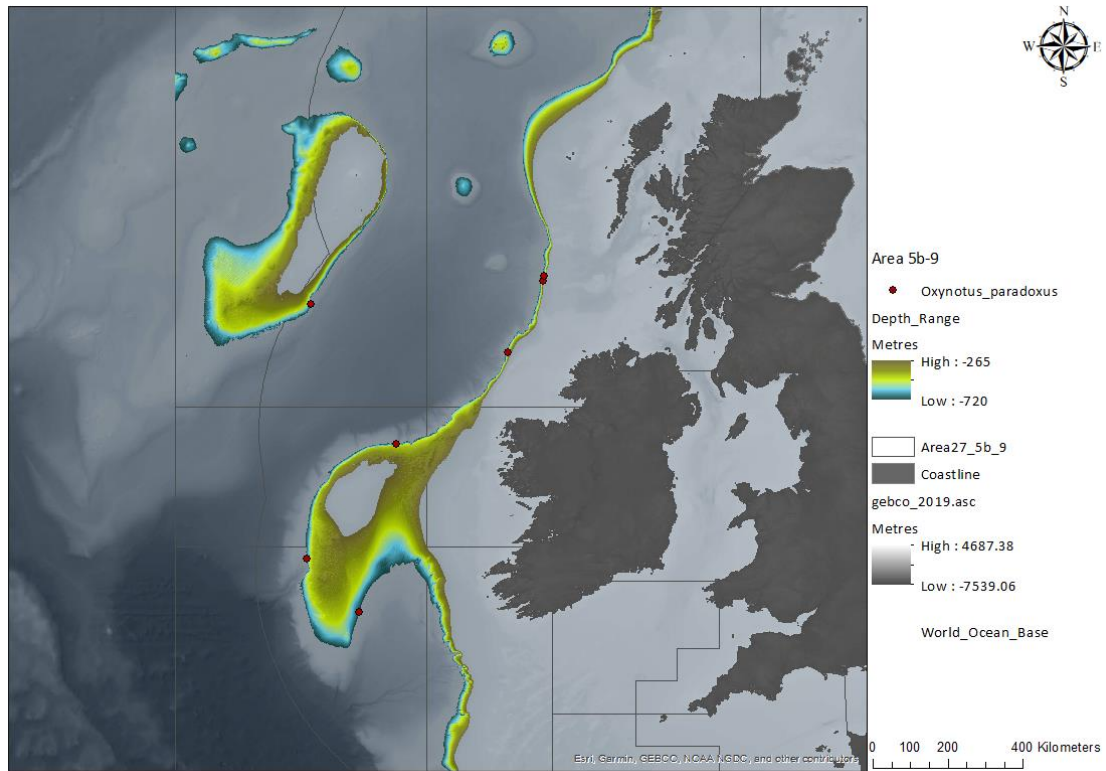 N
W E
S
Area 5b-9
Oxynotus_paradoxus
Depth_Range
Metres
High : -265
Low : -720
Area27_5b_9
Coastline
gebco_2019.asc
Metres
High : 4687.38
Low : -7539.06
World_Ocean_Base
Esri, Garmin, GEBCO, NOAA NGDC, and other contributors
0 100 200 400 Kilometers